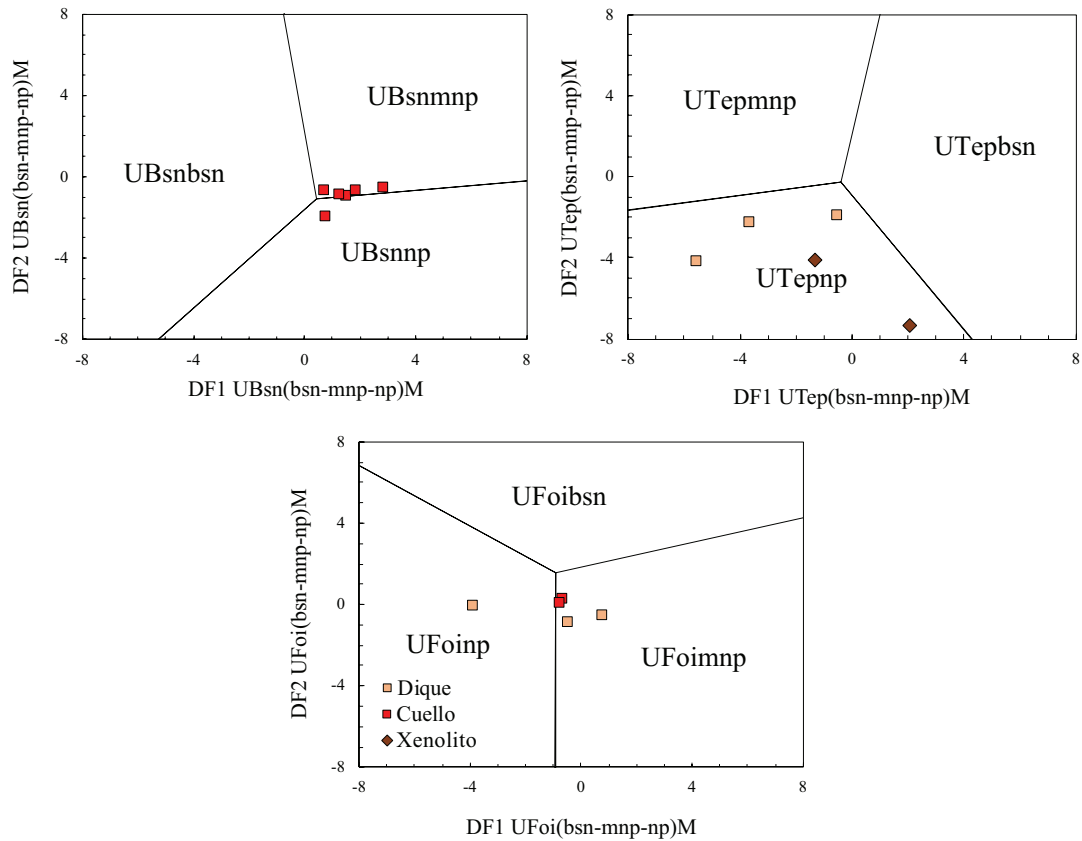 8
4
0
-4
-8
-8
-4
0
4
8
DF2 UBsn(bsn-mnp-np)M
DF1 UBsn(bsn-mnp-np)M
UBsnmnp
UBsnbsn
UBsnnp
8
4
0
-4
-8
-8
-4
0
4
8
DF2 UTep(bsn-mnp-np)M
DF1 UTep(bsn-mnp-np)M
UTepmnp
UTepbsn
UTepnp
8
4
0
-4
-8
-8
-4
0
4
8
DF2 UFoi(bsn-mnp-np)M
DF1 UFoi(bsn-mnp-np)M
UFoibsn
UFoinp
UFoimnp
Dique
Cuello
Xenolito